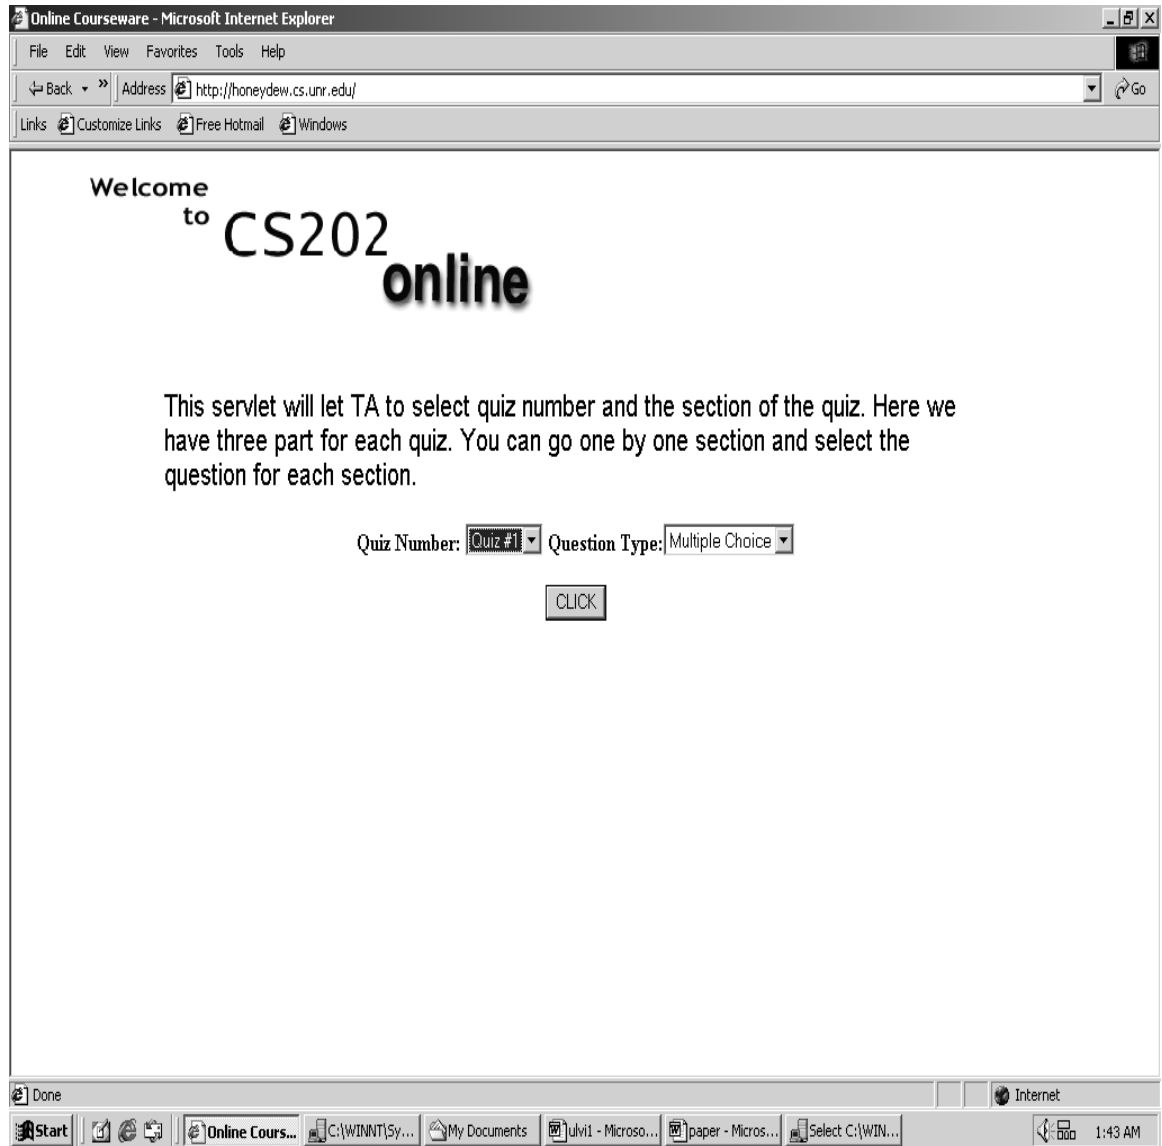 Online Courseware - Microsoft Internet Explorer
File Edit View Favorites Tools Help
Back » Address http://honeydew.cs.unr.edu/ Go
Links Customize Links Free Hotmail Windows
Welcome
to CS202
online
This servlet will let TA to select quiz number and the section of the quiz. Here we
have three part for each quiz. You can go one by one section and select the
question for each section.
Quiz Number: Quiz #1 Question Type: Multiple Choice
CLICK
Done Internet
Start Online Cours... C:\WINNT\Sy... My Documents ulvi1 - Microso... paper - Micros... Select C:\WIN... 1:43 AM